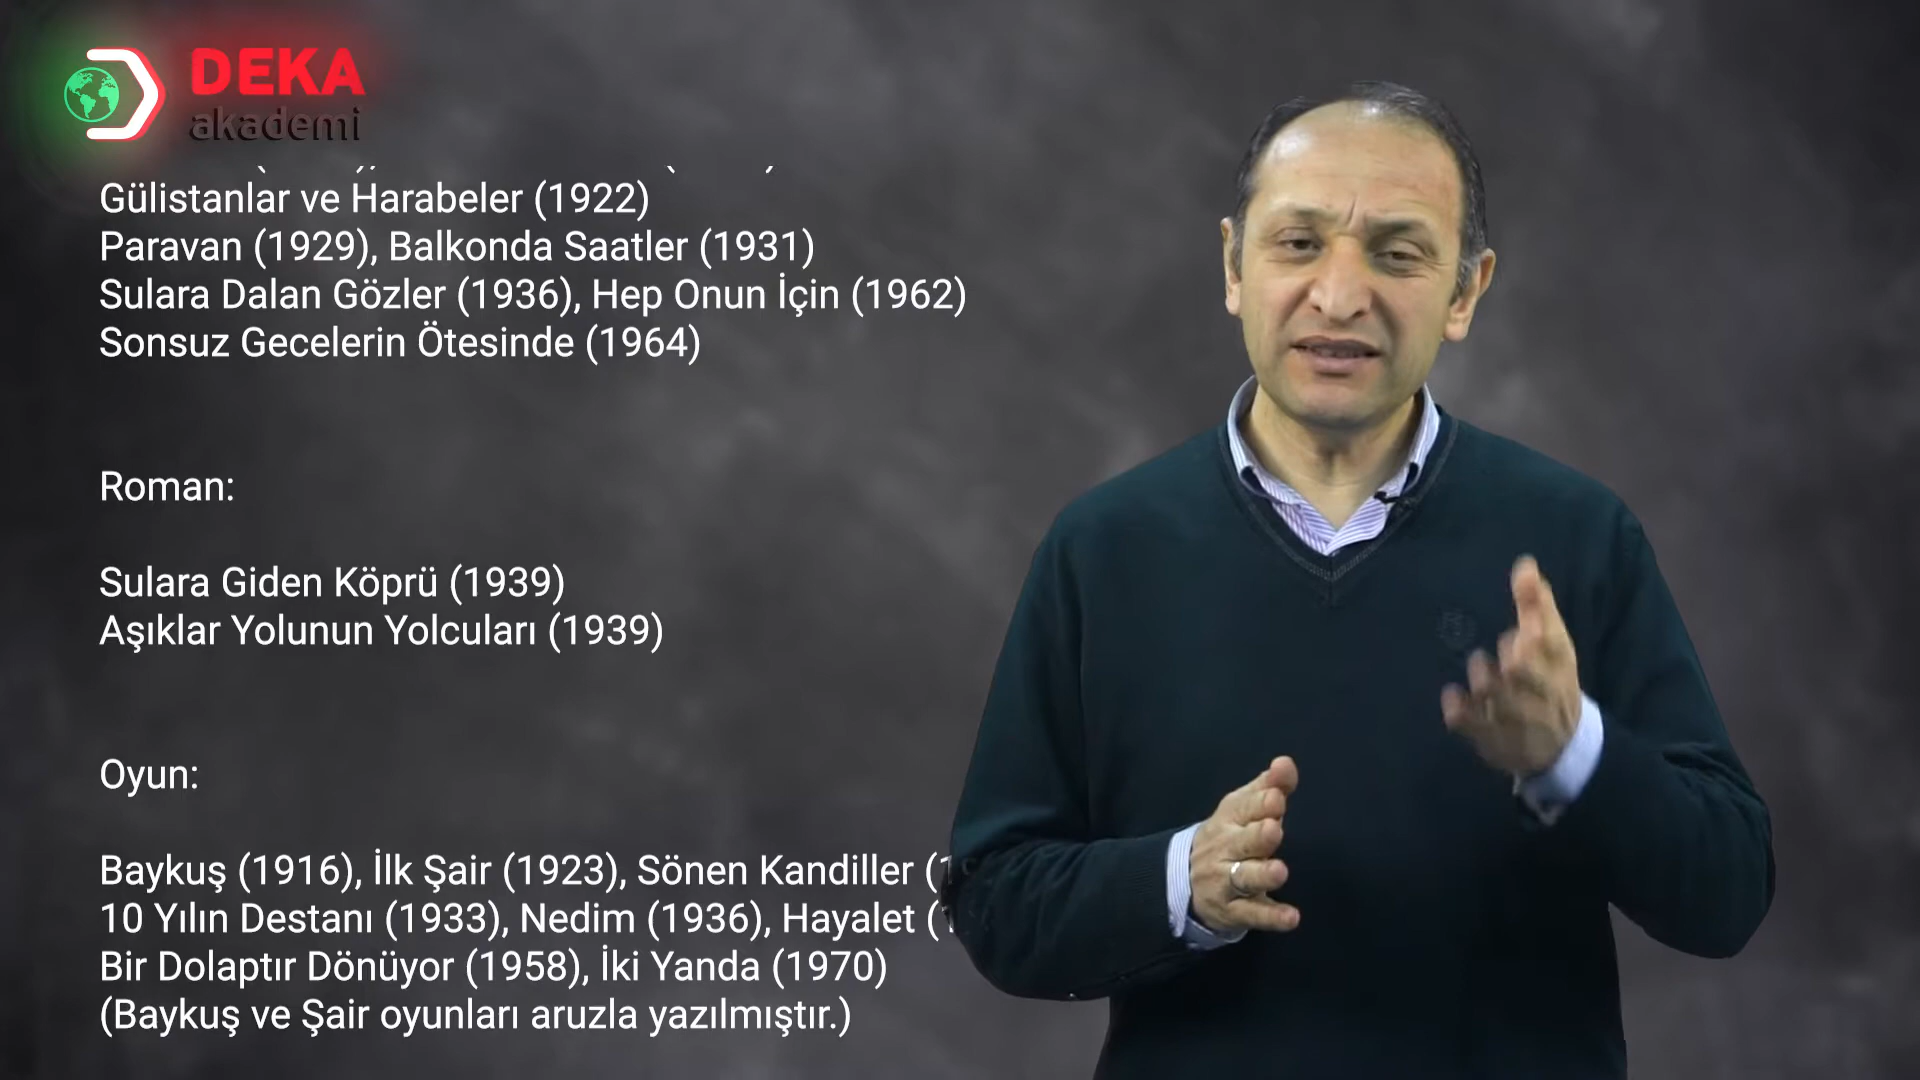 DEKA
akademi
Gülistanlar ve Harabeler (1922)
Paravan (1929), Balkonda Saatler (1931)
Sulara Dalan Gözler (1936), Hep Onun İçin (1962)
Sonsuz Gecelerin Ötesinde (1964)
Roman:
Sulara Giden Köprü (1939)
Aşıklar Yolunun Yolcuları (1939)
Oyun:
Baykuş (1916), İlk Şair (1923), Sönen Kandiller
10 Yılın Destanı (1933), Nedim (1936), Hayalet
Bir Dolaptır Dönüyor (1958), İki Yanda (1970)
(Baykuş ve Şair oyunları aruzla yazılmıştır.)